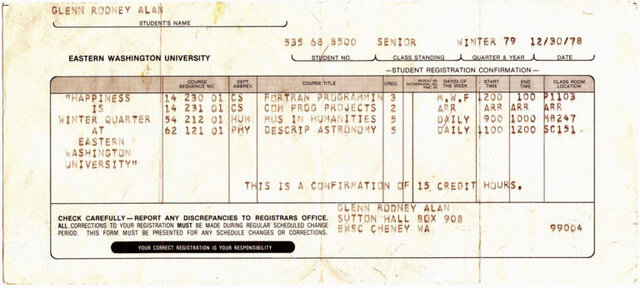 GLENN RODNEY ALAN
STUDENT'S NAME
535 68 8500 SENIOR WINTER 79 12/30/78
EASTERN WASHINGTON UNIVERSITY STUDENT NO. CLASS STANDING QUARTER & YEAR DATE
STUDENT REGISTRATION CONFIRMATION
COURSE SEQUENCE NO. DEPT. ABBREV. COURSE TITLE CRED. DAY(S) OF THE WEEK START TIME END TIME CLASS ROOM LOCATION
"HAPPINESS 14 230 01 CS FORTRAN PROGRAMMIN 3 M,W,F 1200 100 P1103
IS 14 231 01 CS COM PROG PROJECTS 2 ARR ARR ARR ARR
WINTER QUARTER 54 212 01 HUM MUS IN HUMANITIES 5 DAILY 900 1000 MB247
AT 62 121 01 PHY DESCRIP ASTRONOMY 5 DAILY 1100 1200 SC151
EASTERN
WASHINGTON
UNIVERSITY"
THIS IS A CONFIRMATION OF 15 CREDIT HOURS.
GLENN RODNEY ALAN
SUTTON HALL BOX 908
EWSC CHENEY WA
99004
CHECK CAREFULLY—REPORT ANY DISCREPANCIES TO REGISTRARS OFFICE.
ALL CORRECTIONS TO YOUR REGISTRATION MUST BE MADE DURING REGULAR SCHEDULED CHANGE
PERIOD. THIS FORM MUST BE PRESENTED FOR ANY SCHEDULE CHANGES OR CORRECTIONS.
YOUR CORRECT REGISTRATION IS YOUR RESPONSIBILITY